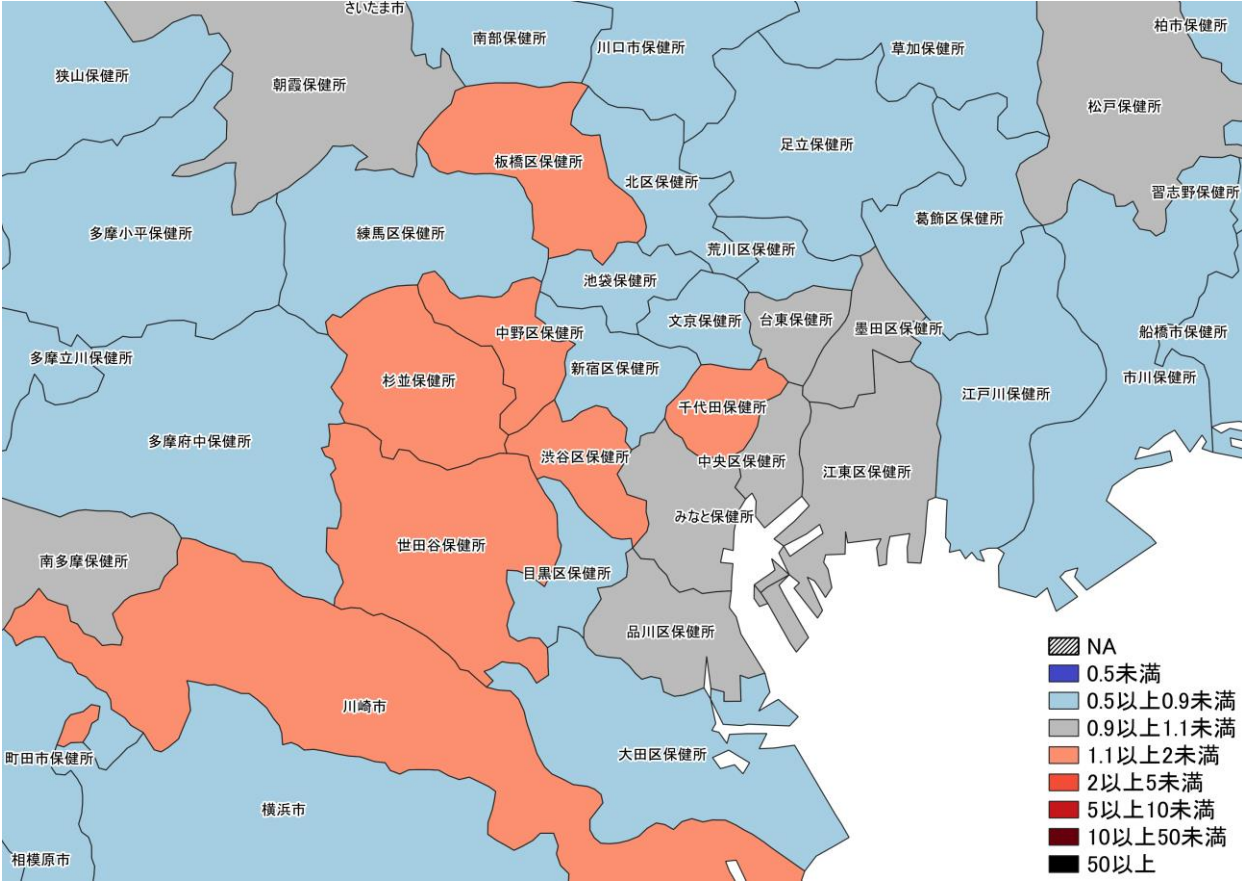 さいたま市
南部保健所
川口市保健所
草加保健所
柏市保健所
狭山保健所
朝霞保健所
松戸保健所
板橋区保健所
足立保健所
北区保健所
習志野保健所
多摩小平保健所
練馬区保健所
葛飾区保健所
荒川区保健所
池袋保健所
文京保健所
台東保健所
墨田区保健所
中野区保健所
船橋市保健所
多摩立川保健所
新宿区保健所
杉並保健所
市川保健所
江戸川保健所
千代田保健所
多摩府中保健所
渋谷区保健所
中央区保健所
江東区保健所
みなと保健所
世田谷保健所
南多摩保健所
目黒区保健所
品川区保健所
川崎市
大田区保健所
町田市保健所
横浜市
相模原市
NA
0.5未満
0.5以上0.9未満
0.9以上1.1未満
1.1以上2未満
2以上5未満
5以上10未満
10以上50未満
50以上